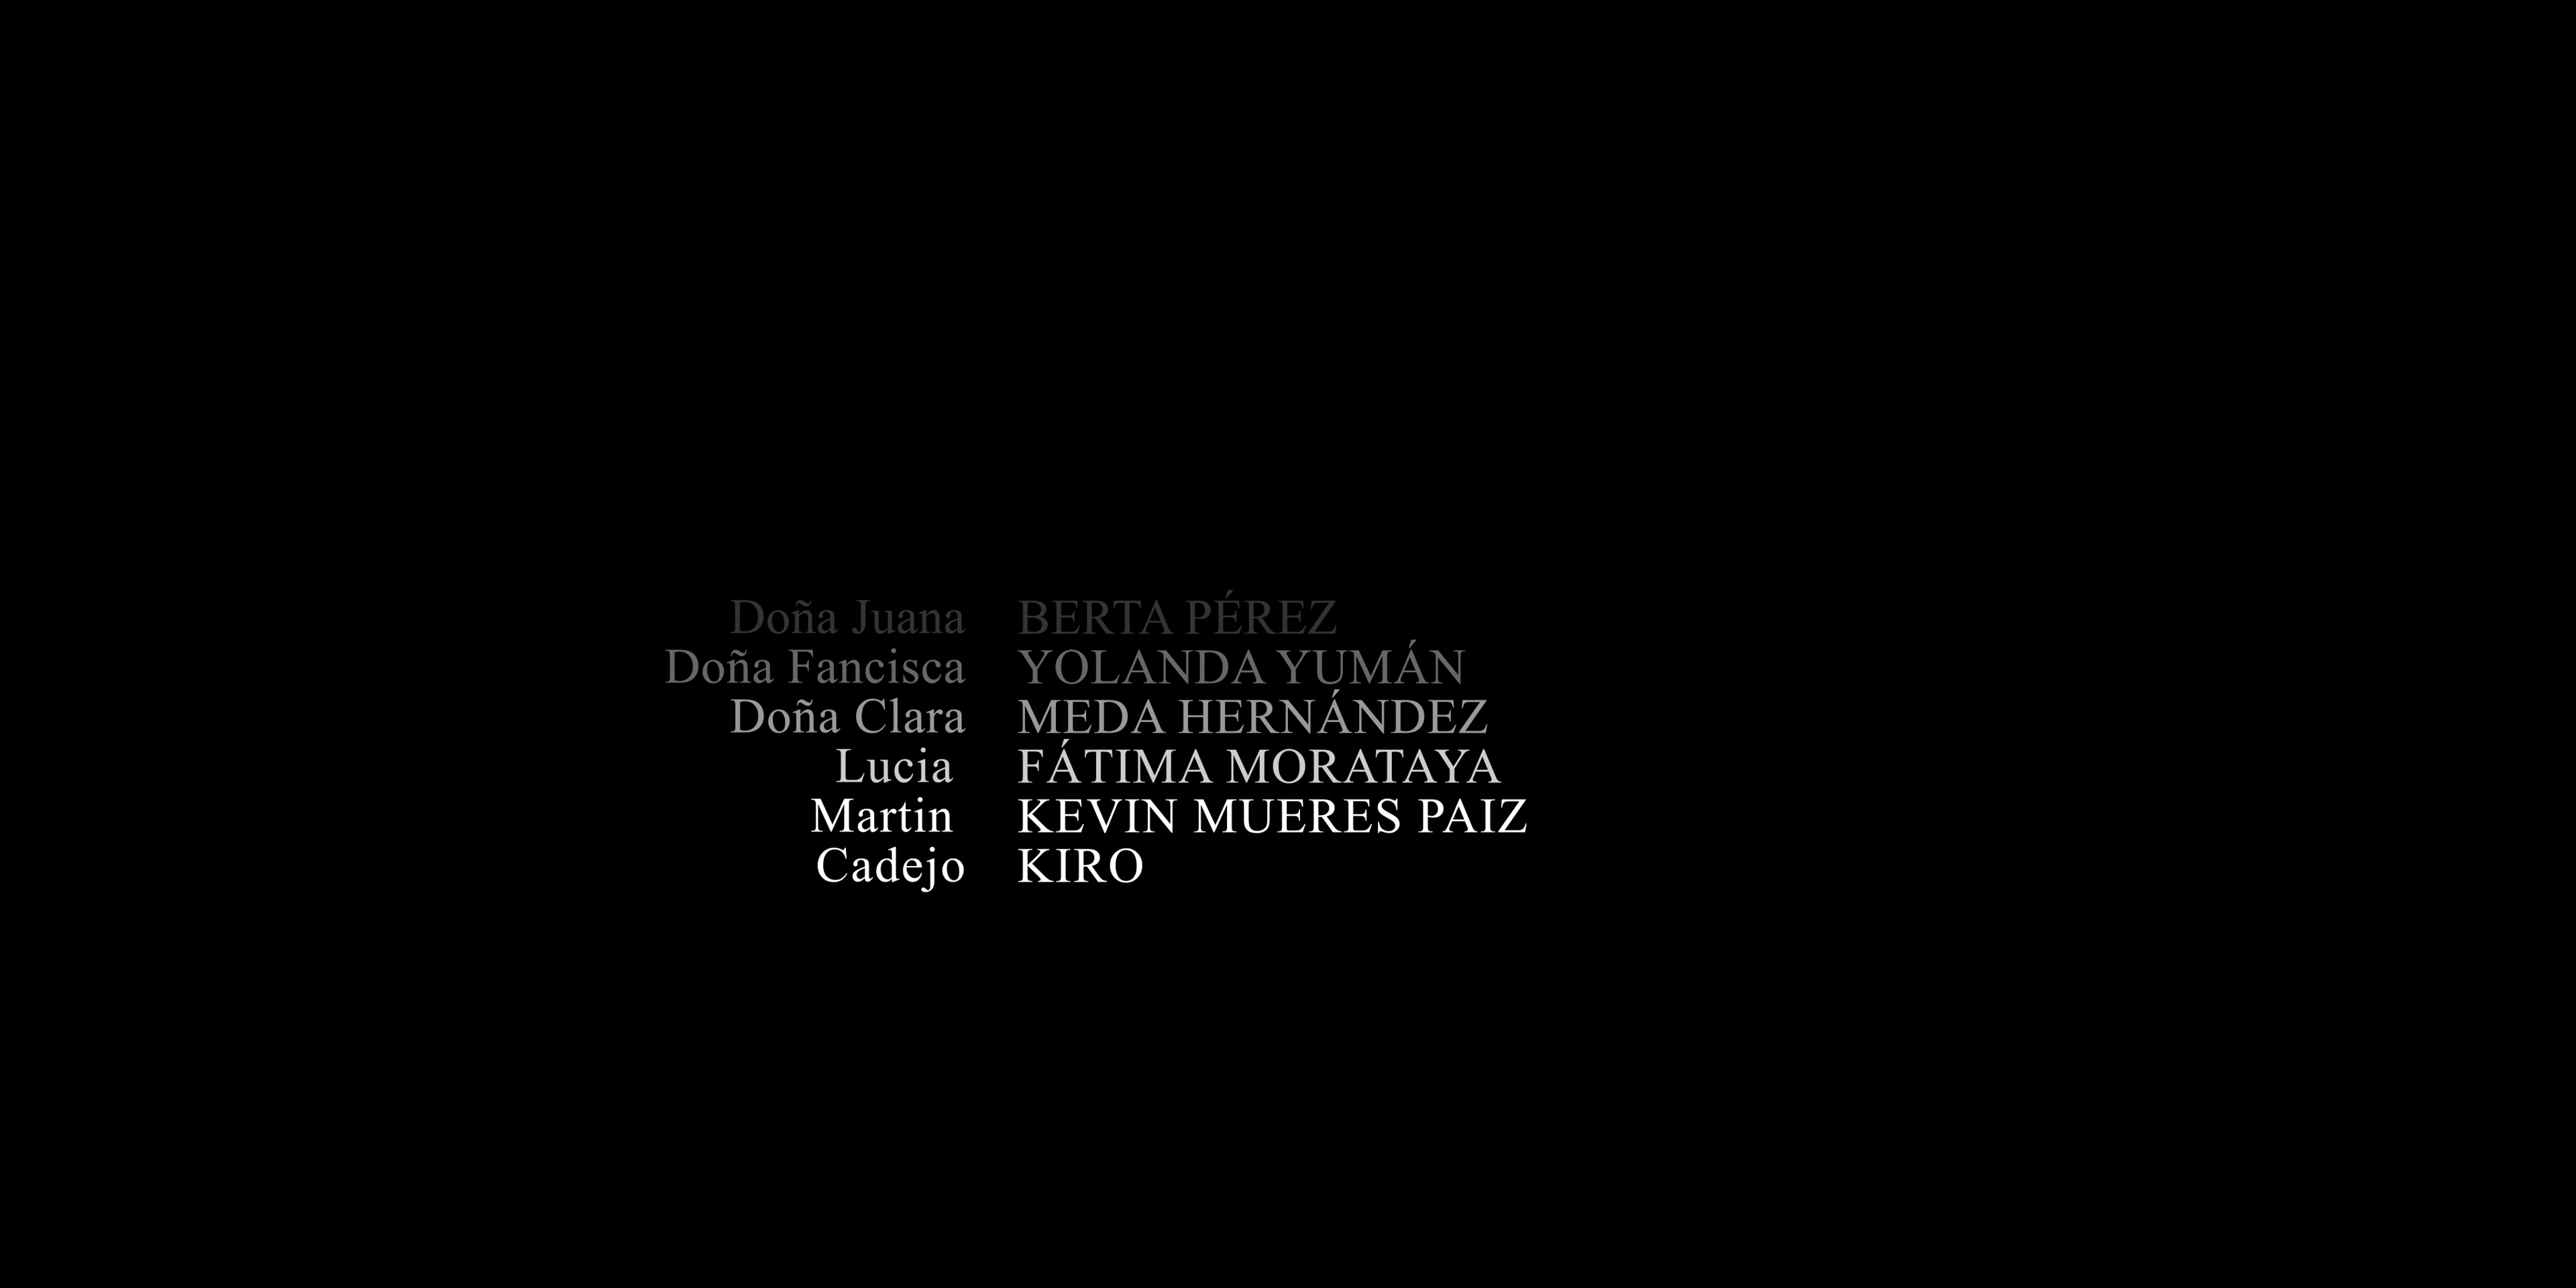 Doña Juana BERTA PÉREZ
Doña Fancisca YOLANDA YUMÁN
Doña Clara MEDA HERNÁNDEZ
Lucia FÁTIMA MORATAYA
Martin KEVIN MUERES PAIZ
Cadejo KIRO